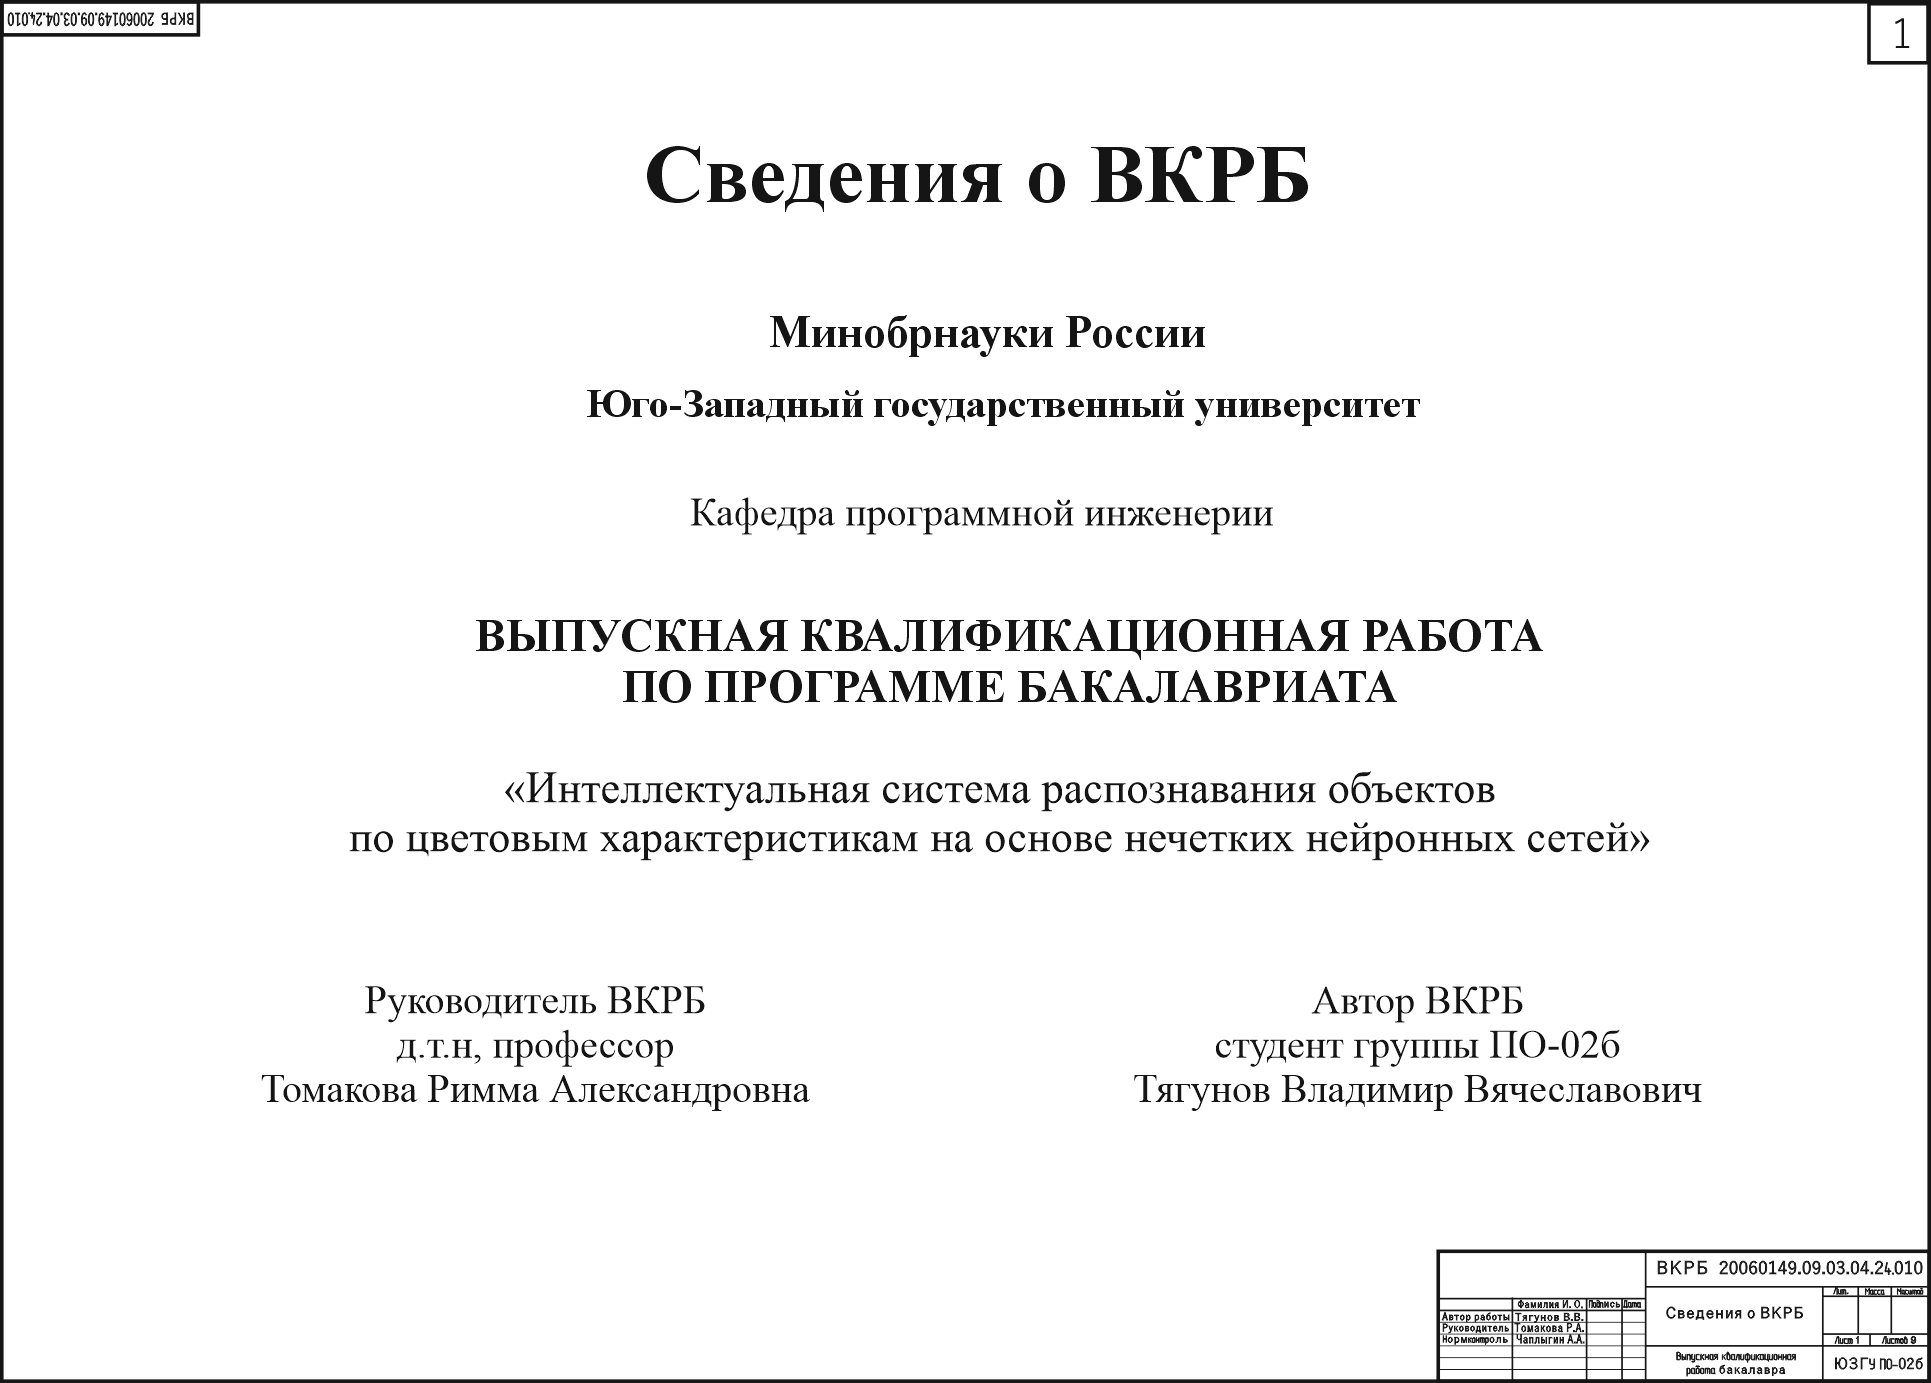 ВКРБ 20060149.09.03.04.24.010
1
Сведения о ВКРБ
Минобрнауки России
Юго-Западный государственный университет
Кафедра программной инженерии
ВЫПУСКНАЯ КВАЛИФИКАЦИОННАЯ РАБОТА
ПО ПРОГРАММЕ БАКАЛАВРИАТА
«Интеллектуальная система распознавания объектов
по цветовым характеристикам на основе нечетких нейронных сетей»
Руководитель ВКРБ
д.т.н, профессор
Томакова Римма Александровна
Автор ВКРБ
студент группы ПО-02б
Тягунов Владимир Вячеславович
ВКРБ 20060149.09.03.04.24.010
Фамилия И. О. Подпись Дата
Автор работы Тягунов В.В.
Руководитель Томакова Р.А.
Нормконтроль Чаплыгин А.А.
Сведения о ВКРБ
Лит. Масса Масштаб
Лист 1 Листов 9
Выпускная квалификационная
работа бакалавра
ЮЗГУ ПО-02б